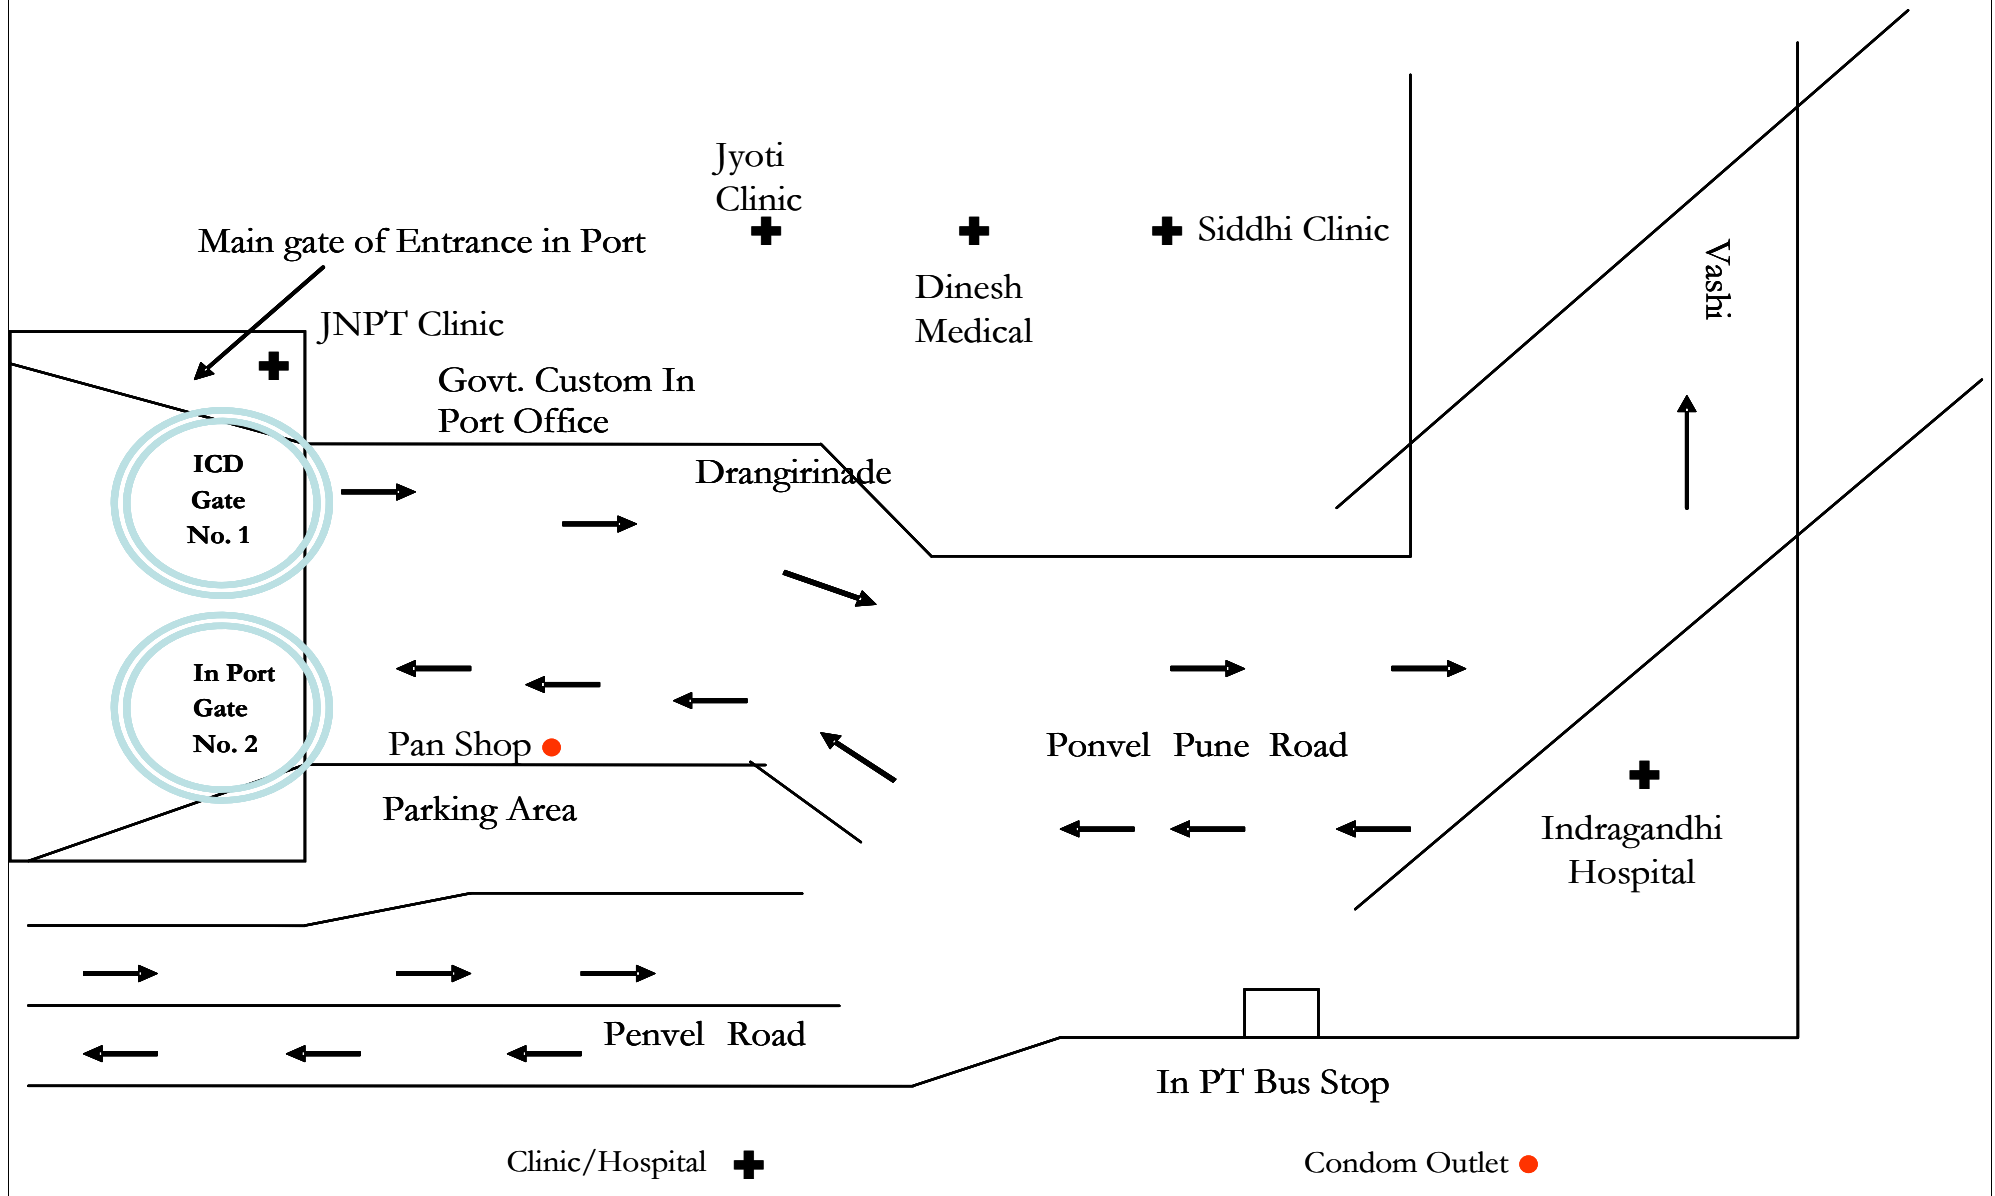 Jyoti
Clinic
Main gate of Entrance in Port
Siddhi Clinic
Vashi
Dinesh
Medical
JNPT Clinic
Govt. Custom In
Port Office
Drangirinade
ICD
Gate
No. 1
In Port
Gate
No. 2
Pan Shop
Ponvel Pune Road
Parking Area
Indragandhi
Hospital
Penvel Road
In PT Bus Stop
Clinic/Hospital
Condom Outlet